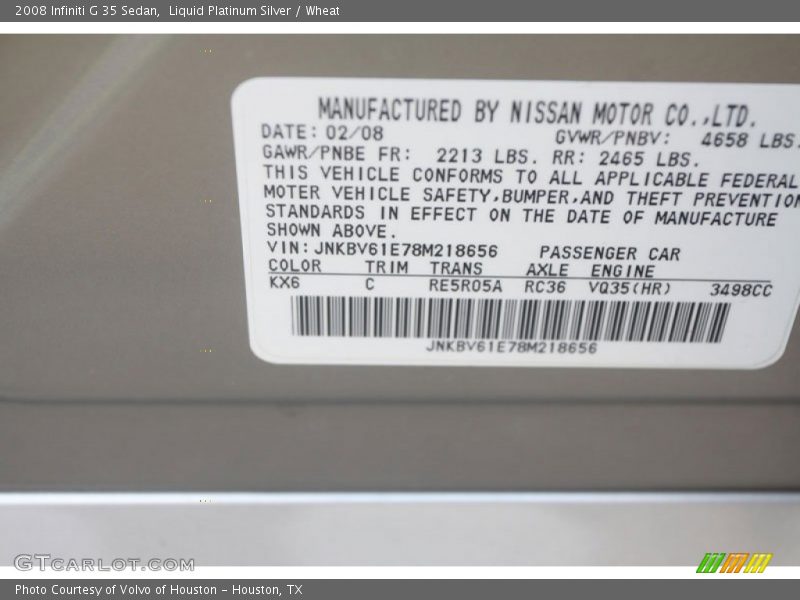 2008 Infiniti G 35 Sedan,  Liquid Platinum Silver / Wheat
MANUFACTURED BY NISSAN MOTOR CO.,LTD.
DATE: 02/08 GVWR/PNBV: 4658 LBS.
GAWR/PNBE FR: 2213 LBS. RR: 2465 LBS.
THIS VEHICLE CONFORMS TO ALL APPLICABLE FEDERAL
MOTER VEHICLE SAFETY,BUMPER,AND THEFT PREVENTION
STANDARDS IN EFFECT ON THE DATE OF MANUFACTURE
SHOWN ABOVE.
VIN: JNKBV61E78M218656 PASSENGER CAR
COLOR TRIM TRANS AXLE ENGINE
KX6 C RE5R05A RC36 VQ35(HR) 3498CC
JNKBV61E78M218656
GTCARLOT.COM
Photo Courtesy of Volvo of Houston - Houston, TX